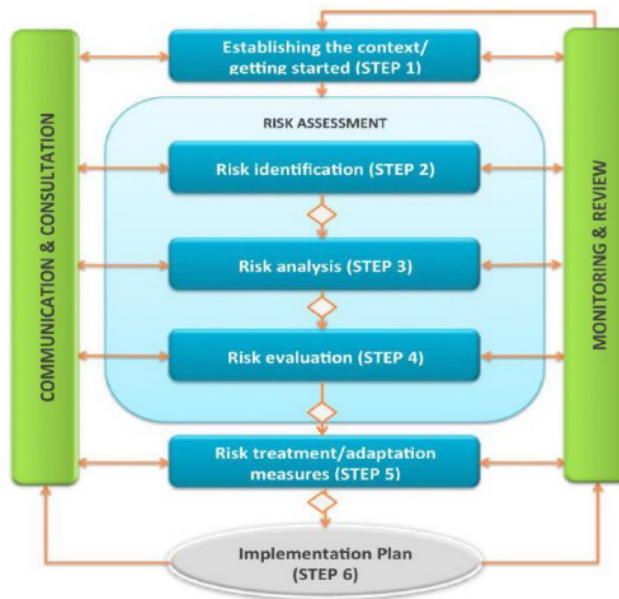 Establishing the context/
getting started (STEP 1)
RISK ASSESSMENT
Risk identification (STEP 2)
Risk analysis (STEP 3)
Risk evaluation (STEP 4)
Risk treatment/adaptation
measures (STEP 5)
Implementation Plan
(STEP 6)
COMMUNICATION & CONSULTATION
MONITORING & REVIEW